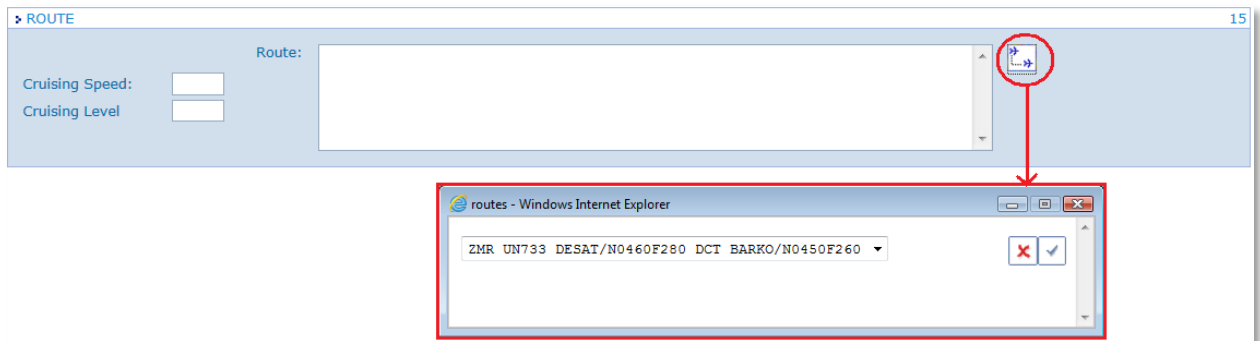 ROUTE 15
Route:
Cruising Speed:
Cruising Level
routes - Windows Internet Explorer
ZMR UN733 DESAT/N0460F280 DCT BARKO/N0450F260